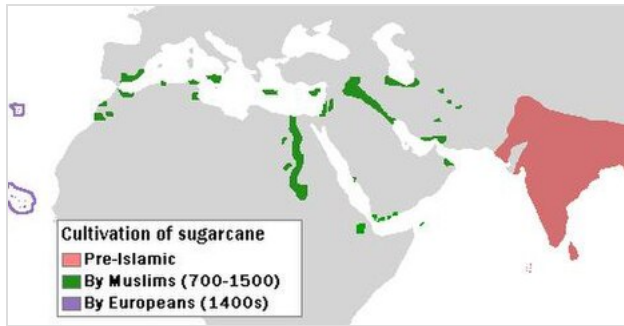 Cultivation of sugarcane
Pre-Islamic
By Muslims (700-1500)
By Europeans (1400s)